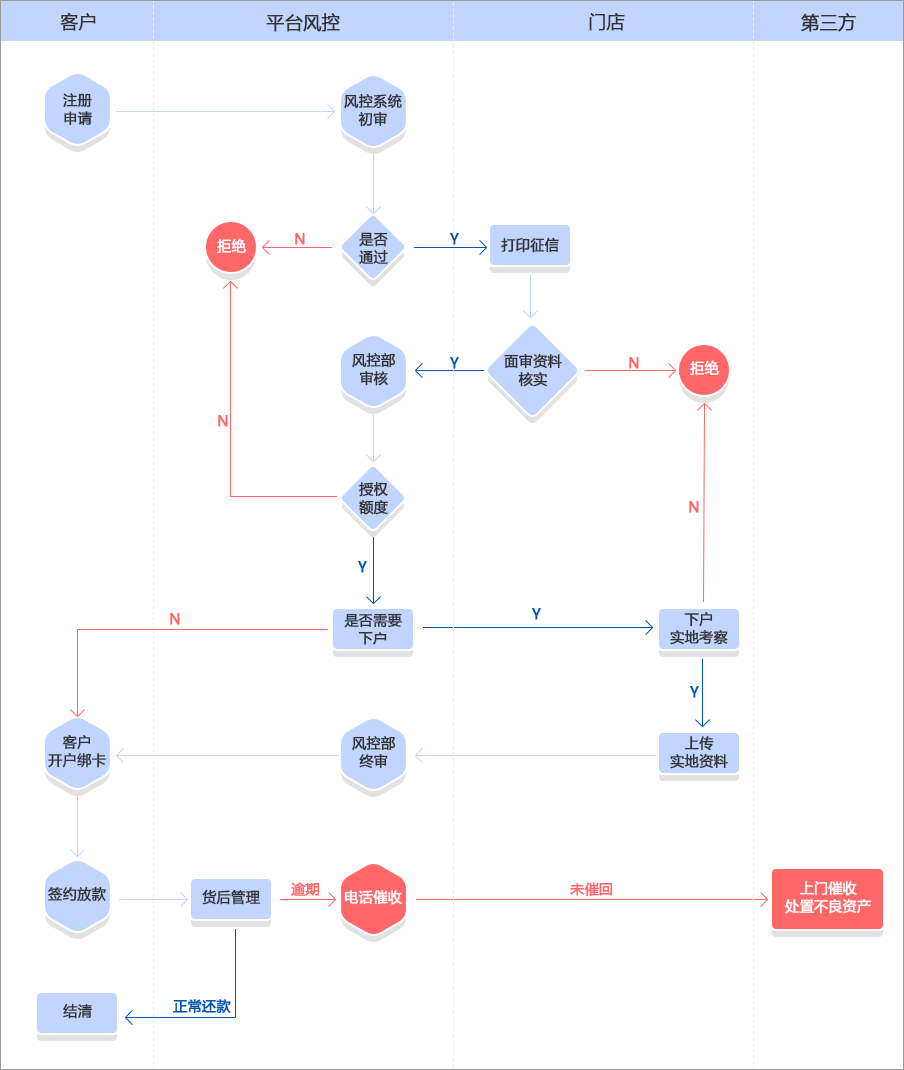 客户
平台风控
门店
第三方
注册
申请
风控系统
初审
拒绝
N
是否
通过
Y
打印征信
风控部
审核
Y
面审资料
核实
N
拒绝
N
授权
额度
N
Y
N
是否需要
下户
Y
下户
实地考察
Y
客户
开户绑卡
风控部
终审
上传
实地资料
签约放款
货后管理
逾期
电话催收
未催回
上门催收
处置不良资产
正常还款
结清